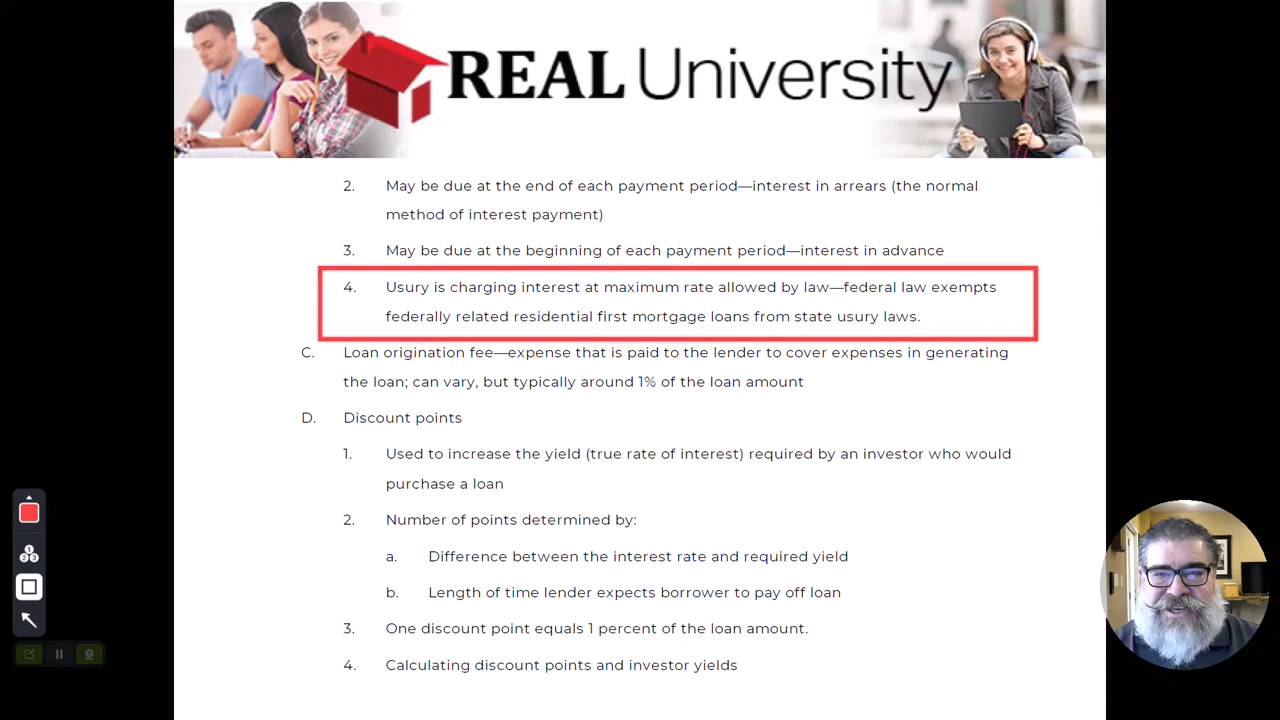 REAL University
2. May be due at the end of each payment period—interest in arrears (the normal
method of interest payment)
3. May be due at the beginning of each payment period—interest in advance
4. Usury is charging interest at maximum rate allowed by law—federal law exempts
federally related residential first mortgage loans from state usury laws.
C. Loan origination fee—expense that is paid to the lender to cover expenses in generating
the loan; can vary, but typically around 1% of the loan amount
D. Discount points
1. Used to increase the yield (true rate of interest) required by an investor who would
purchase a loan
2. Number of points determined by:
a. Difference between the interest rate and required yield
b. Length of time lender expects borrower to pay off loan
3. One discount point equals 1 percent of the loan amount.
4. Calculating discount points and investor yields